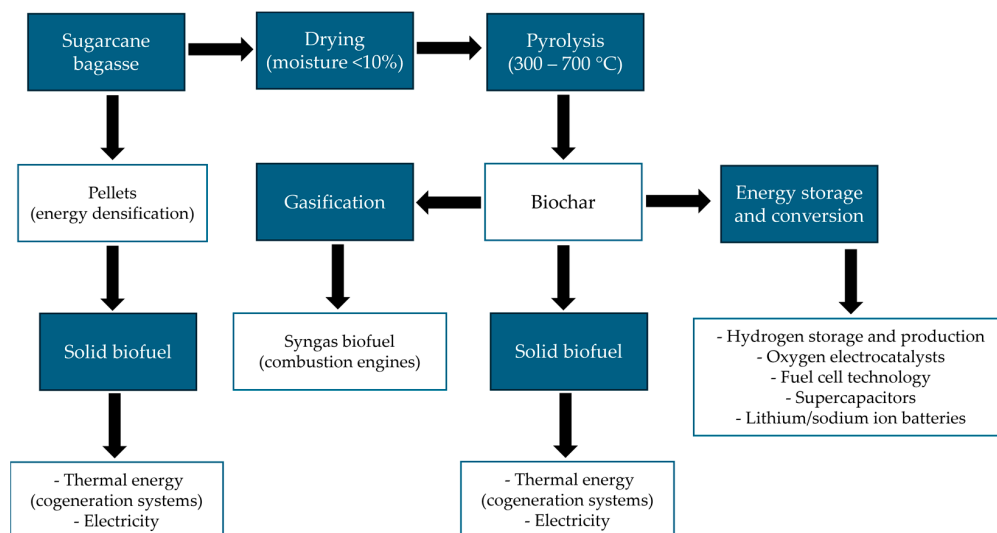 Sugarcane
bagasse
Drying
(moisture <10%)
Pyrolysis
(300 – 700 °C)
Pellets
(energy densification)
Gasification
Biochar
Energy storage
and conversion
Solid biofuel
Syngas biofuel
(combustion engines)
Solid biofuel
- Hydrogen storage and production
- Oxygen electrocatalysts
- Fuel cell technology
- Supercapacitors
- Lithium/sodium ion batteries
- Thermal energy
(cogeneration systems)
- Electricity
- Thermal energy
(cogeneration systems)
- Electricity